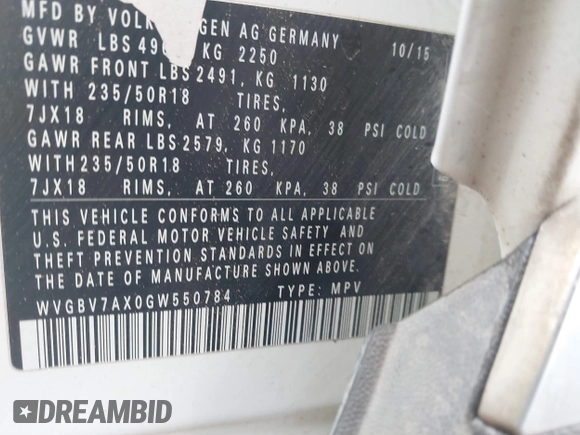 MFD BY VOLK GEN AG GERMANY 10/15
GVWR LBS 496 KG 2250
GAWR FRONT LBS 2491, KG 1130
WITH 235/50R18 TIRES,
7JX18 RIMS, AT 260 KPA, 38 PSI COLD
GAWR REAR LBS 2579, KG 1170
WITH 235/50R18 TIRES,
7JX18 RIMS, AT 260 KPA, 38 PSI COLD
THIS VEHICLE CONFORMS TO ALL APPLICABLE
U.S. FEDERAL MOTOR VEHICLE SAFETY AND
THEFT PREVENTION STANDARDS IN EFFECT ON
THE DATE OF MANUFACTURE SHOWN ABOVE.
WVGBV7AX0GW550784 TYPE: MPV
DREAMBID